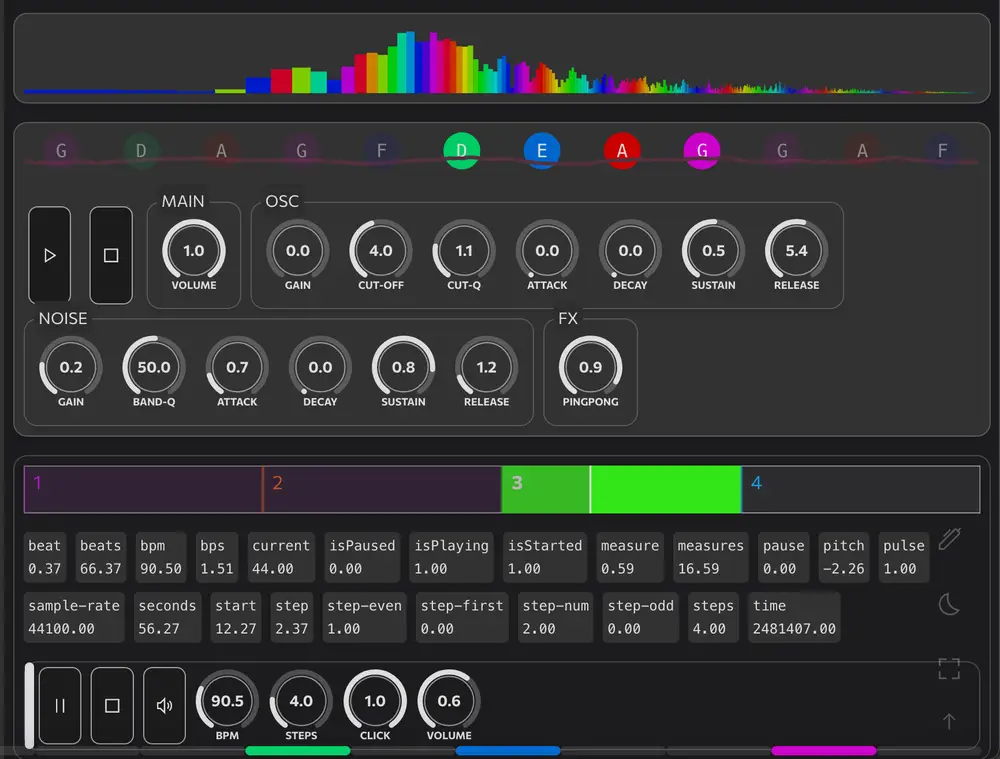 G D A G F D E A G G A F
MAIN OSC
1.0 0.0 4.0 1.1 0.0 0.0 0.5 5.4
VOLUME GAIN CUT-OFF CUT-Q ATTACK DECAY SUSTAIN RELEASE
NOISE FX
0.2 50.0 0.7 0.0 0.8 1.2 0.9
GAIN BAND-Q ATTACK DECAY SUSTAIN RELEASE PINGPONG
1 2 3 4
beat beats bpm bps current isPaused isPlaying isStarted measure measures pause pitch pulse
0.37 66.37 90.50 1.51 44.00 0.00 1.00 1.00 0.59 16.59 0.00 -2.26 1.00
sample-rate seconds start step step-even step-first step-num step-odd steps time
44100.00 56.27 12.27 2.37 1.00 0.00 2.00 0.00 4.00 2481407.00
90.5 4.0 1.0 0.6
BPM STEPS CLICK VOLUME